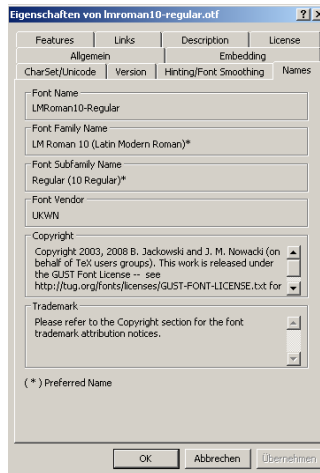 Eigenschaften von lmroman10-regular.otf
Features
Links
Description
License
Allgemein
Embedding
CharSet/Unicode
Version
Hinting/Font Smoothing
Names
Font Name
LMRoman10-Regular
Font Family Name
LM Roman 10 (Latin Modern Roman)*
Font Subfamily Name
Regular (10 Regular)*
Font Vendor
UKWN
Copyright
Copyright 2003, 2008 B. Jackowski and J. M. Nowacki (on
behalf of TeX users groups). This work is released under
the GUST Font License -- see
http://tug.org/fonts/licenses/GUST-FONT-LICENSE.txt for
Trademark
Please refer to the Copyright section for the font
trademark attribution notices.
( * ) Preferred Name
OK
Abbrechen
Übernehmen